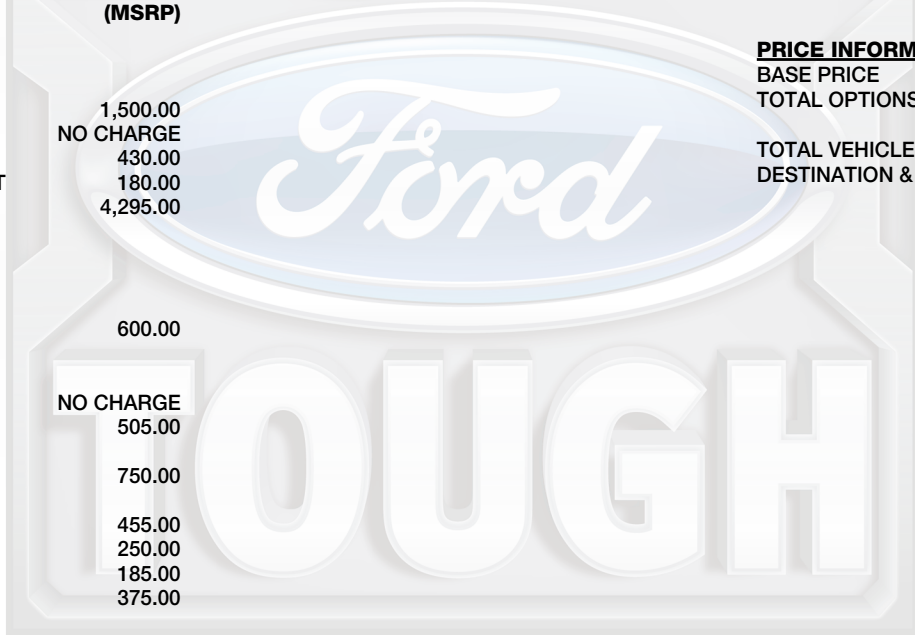 (MSRP)
1,500.00
NO CHARGE
430.00
T
180.00
4,295.00
600.00
NO CHARGE
505.00
750.00
455.00
250.00
185.00
375.00
PRICE INFORM
BASE PRICE
TOTAL OPTIONS
TOTAL VEHICLE
DESTINATION &
Ford
TOUGH